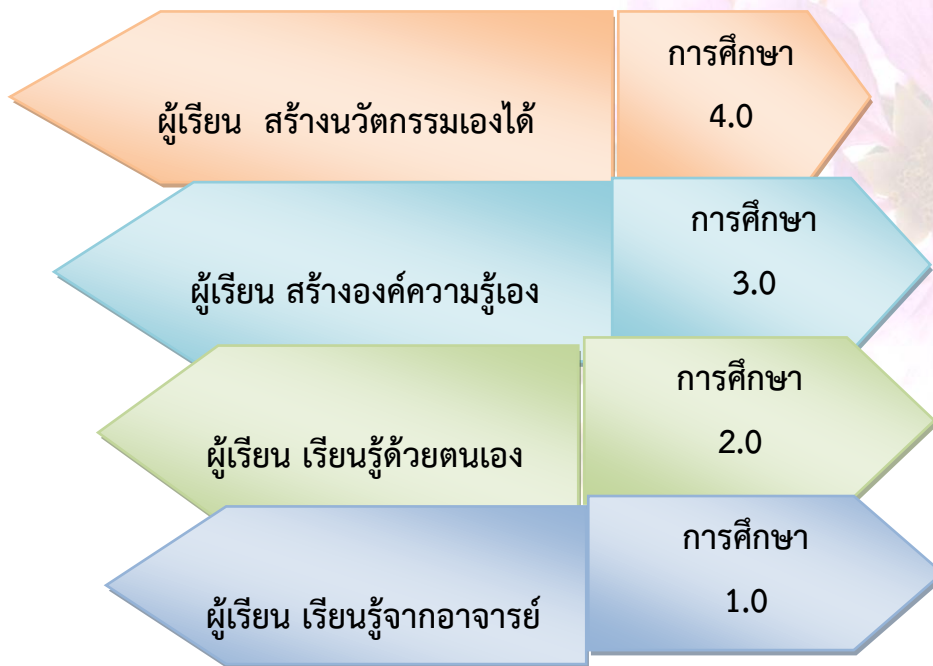 การศึกษา
4.0
ผู้เรียน  สร้างนวัตกรรมเองได้
การศึกษา
3.0
ผู้เรียน สร้างองค์ความรู้เอง
การศึกษา
2.0
ผู้เรียน เรียนรู้ด้วยตนเอง
การศึกษา
1.0
ผู้เรียน เรียนรู้จากอาจารย์